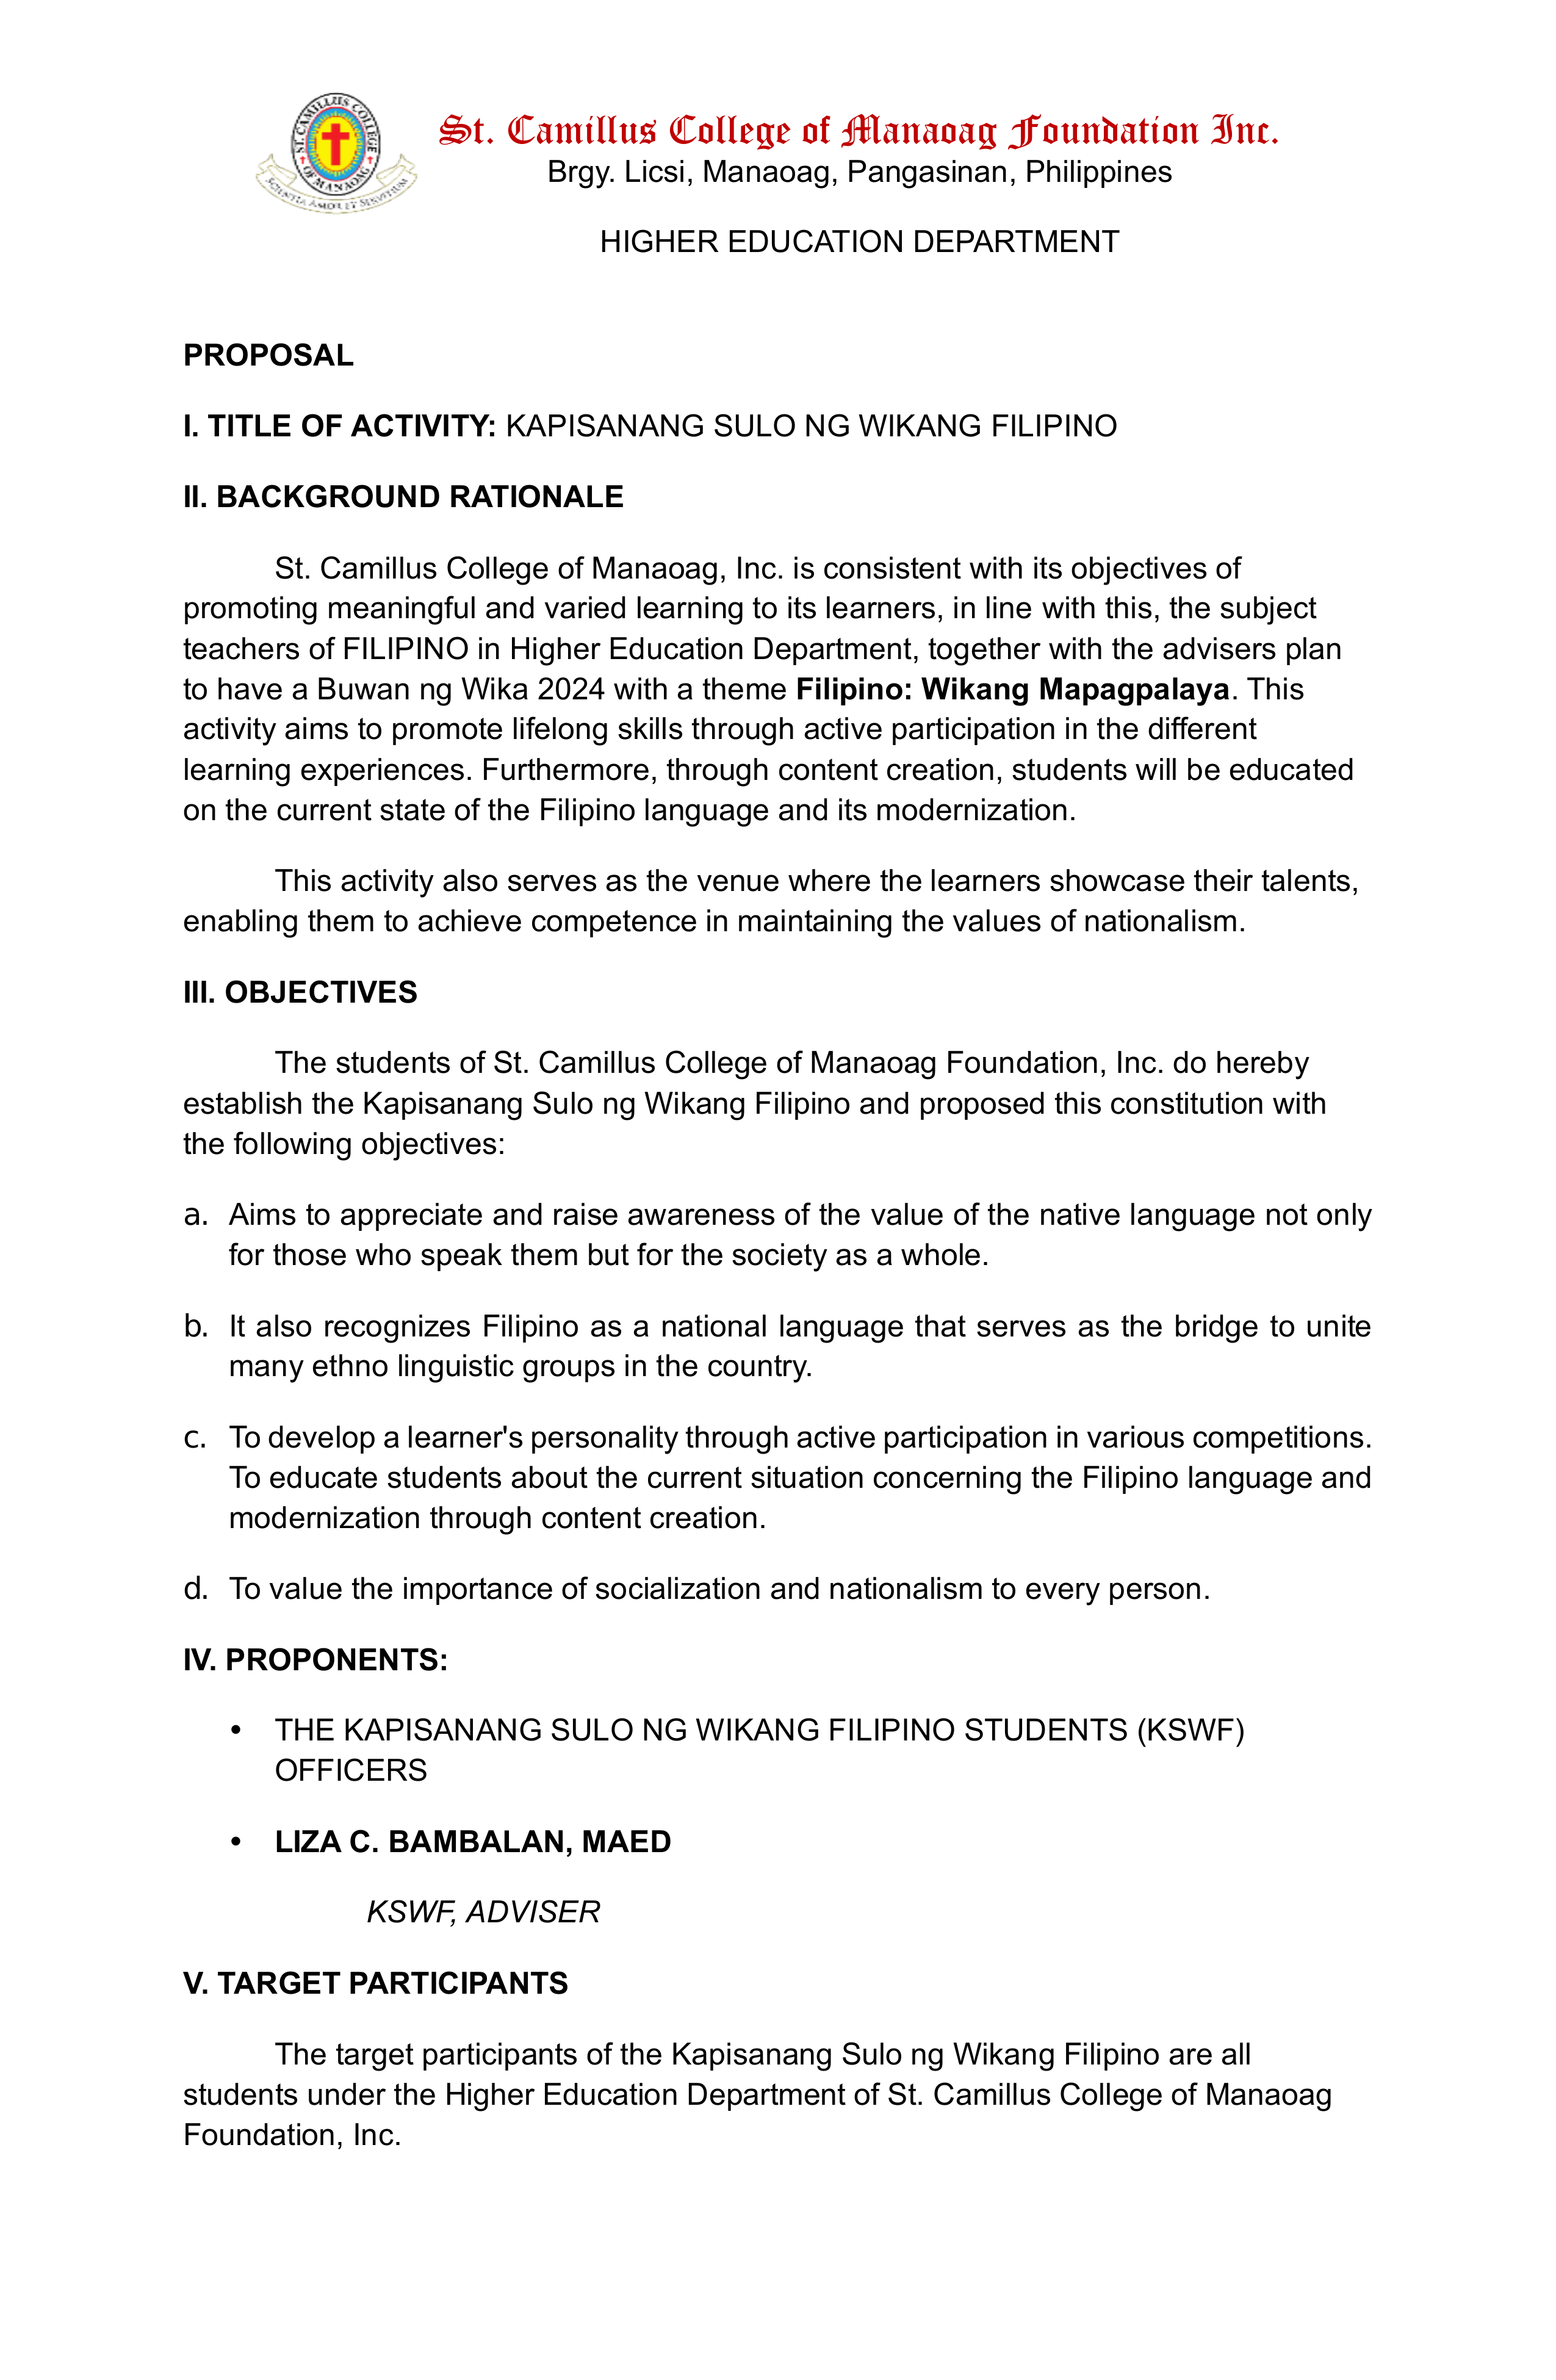 ST. CAMILLUS COLLEGE
OF MANAOAG
SCIENTIA AMOR ET SERVITIUM
St. Camillus College of Manaoag Foundation Inc.
Brgy. Licsi, Manaoag, Pangasinan, Philippines
HIGHER EDUCATION DEPARTMENT
PROPOSAL
I. TITLE OF ACTIVITY: KAPISANANG SULO NG WIKANG FILIPINO
II. BACKGROUND RATIONALE
St. Camillus College of Manaoag, Inc. is consistent with its objectives of
promoting meaningful and varied learning to its learners, in line with this, the subject
teachers of FILIPINO in Higher Education Department, together with the advisers plan
to have a Buwan ng Wika 2024 with a theme Filipino: Wikang Mapagpalaya. This
activity aims to promote lifelong skills through active participation in the different
learning experiences. Furthermore, through content creation, students will be educated
on the current state of the Filipino language and its modernization.
This activity also serves as the venue where the learners showcase their talents,
enabling them to achieve competence in maintaining the values of nationalism.
III. OBJECTIVES
The students of St. Camillus College of Manaoag Foundation, Inc. do hereby
establish the Kapisanang Sulo ng Wikang Filipino and proposed this constitution with
the following objectives:
a. Aims to appreciate and raise awareness of the value of the native language not only
for those who speak them but for the society as a whole.
b. It also recognizes Filipino as a national language that serves as the bridge to unite
many ethno linguistic groups in the country.
c. To develop a learner's personality through active participation in various competitions.
To educate students about the current situation concerning the Filipino language and
modernization through content creation.
d. To value the importance of socialization and nationalism to every person.
IV. PROPONENTS:
• THE KAPISANANG SULO NG WIKANG FILIPINO STUDENTS (KSWF)
OFFICERS
• LIZA C. BAMBALAN, MAED
KSWF, ADVISER
V. TARGET PARTICIPANTS
The target participants of the Kapisanang Sulo ng Wikang Filipino are all
students under the Higher Education Department of St. Camillus College of Manaoag
Foundation, Inc.